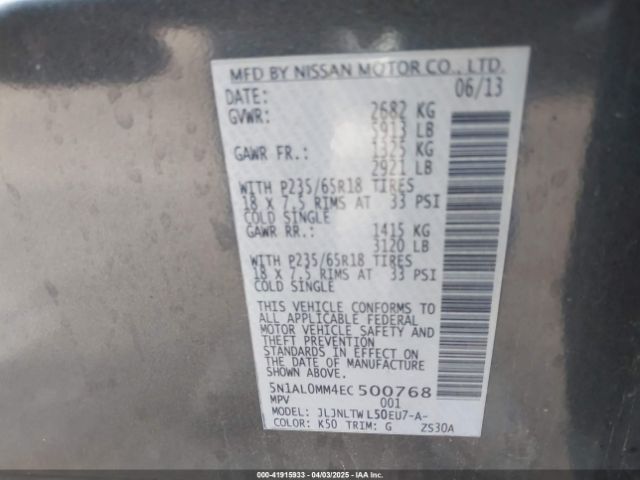 MFD BY NISSAN MOTOR CO., LTD.
DATE: 06/13
GVWR: 2682 KG
5913 LB
GAWR FR.: 1325 KG
2921 LB
WITH P235/65R18 TIRES
18 X 7.5 RIMS AT 33 PSI
COLD SINGLE
GAWR RR.: 1415 KG
3120 LB
WITH P235/65R18 TIRES
18 X 7.5 RIMS AT 33 PSI
COLD SINGLE
THIS VEHICLE CONFORMS TO
ALL APPLICABLE FEDERAL
MOTOR VEHICLE SAFETY AND
THEFT PREVENTION
STANDARDS IN EFFECT ON
THE DATE OF MANUFACTURE
SHOWN ABOVE.
5N1AL0MM4EC500768
MPV 001
MODEL: JLJNLTWL50EU7-A-
COLOR: K50 TRIM: G ZS30A
000-41915933 - 04/03/2025 - IAAI.COM